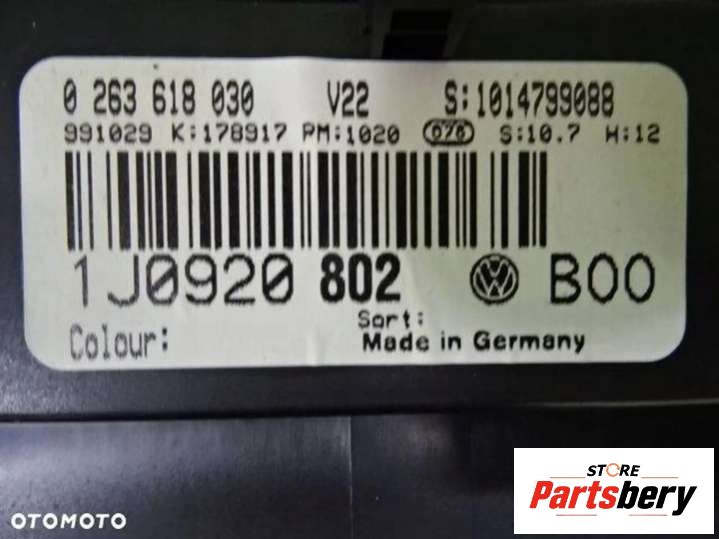 0 263 618 030 V22 S:1014799088
991029 K:178917 PM:1020 076 S:10.7 H:12
1J0920 802 VW B00
Sort:
Colour: Made in Germany
STORE
Partsbery
OTOMOTO